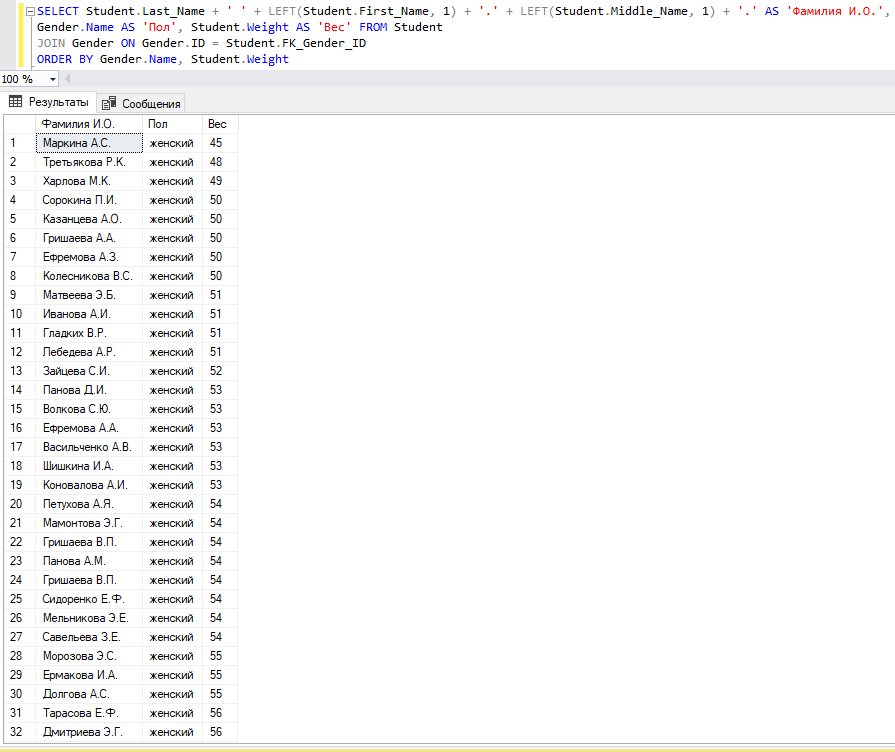 SELECT Student.Last_Name + ' ' + LEFT(Student.First_Name, 1) + '.' + LEFT(Student.Middle_Name, 1) + '.' AS 'Фамилия И.О.',
Gender.Name AS 'Пол', Student.Weight AS 'Вес' FROM Student
JOIN Gender ON Gender.ID = Student.FK_Gender_ID
ORDER BY Gender.Name, Student.Weight
100 %
Результаты Сообщения
Фамилия И.О. Пол Вес
1 Маркина А.С. женский 45
2 Третьякова Р.К. женский 48
3 Харлова М.К. женский 49
4 Сорокина П.И. женский 50
5 Казанцева А.О. женский 50
6 Гришаева А.А. женский 50
7 Ефремова А.З. женский 50
8 Колесникова В.С. женский 50
9 Матвеева Э.Б. женский 51
10 Иванова А.И. женский 51
11 Гладких В.Р. женский 51
12 Лебедева А.Р. женский 51
13 Зайцева С.И. женский 52
14 Панова Д.И. женский 53
15 Волкова С.Ю. женский 53
16 Ефремова А.А. женский 53
17 Васильченко А.В. женский 53
18 Шишкина И.А. женский 53
19 Коновалова А.И. женский 53
20 Петухова А.Я. женский 54
21 Мамонтова Э.Г. женский 54
22 Гришаева В.П. женский 54
23 Панова А.М. женский 54
24 Гришаева В.П. женский 54
25 Сидоренко Е.Ф. женский 54
26 Мельникова Э.Е. женский 54
27 Савельева З.Е. женский 54
28 Морозова Э.С. женский 55
29 Ермакова И.А. женский 55
30 Долгова А.С. женский 55
31 Тарасова Е.Ф. женский 56
32 Дмитриева Э.Г. женский 56